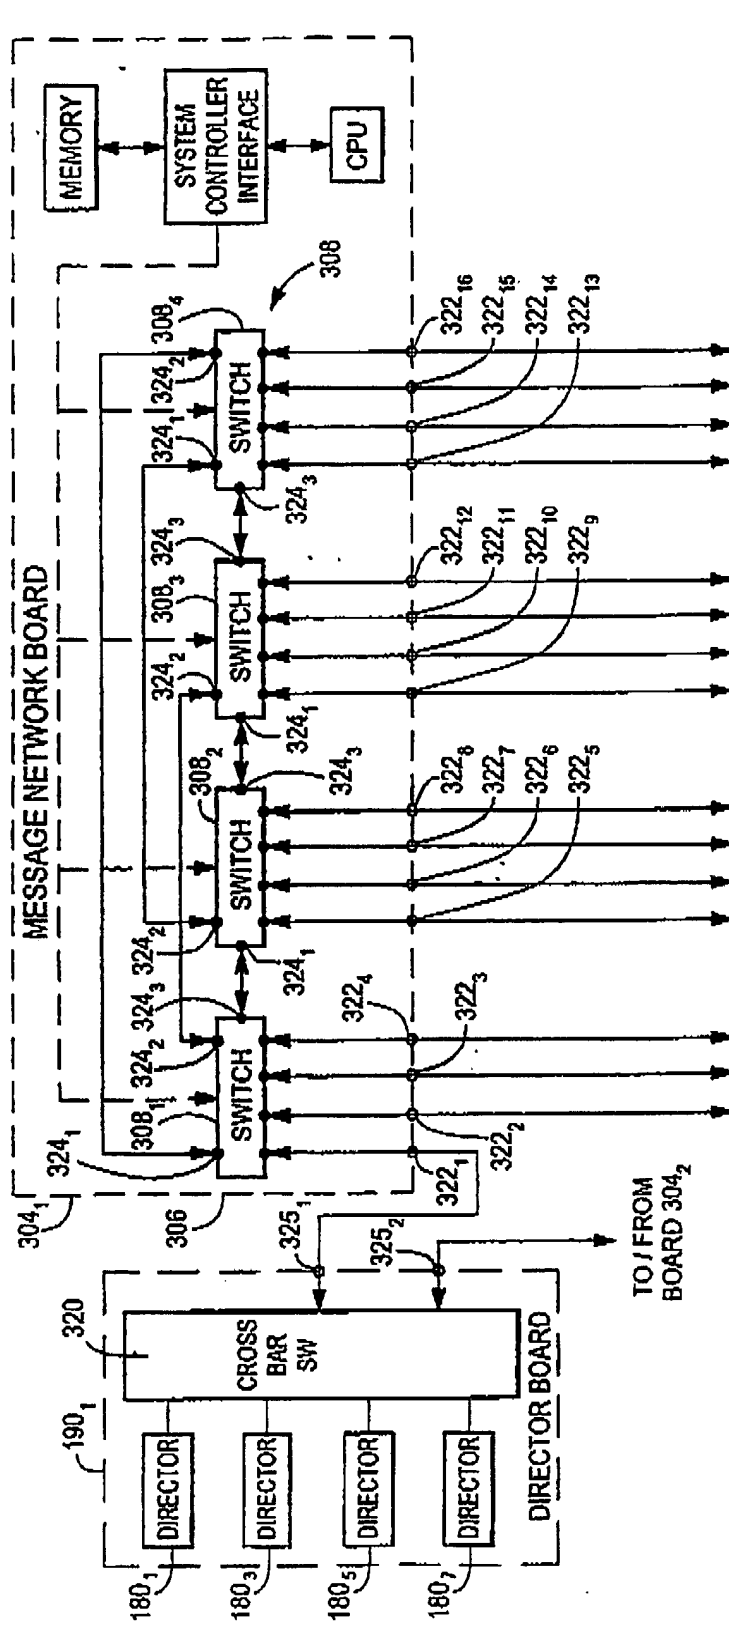 MESSAGE NETWORK BOARD
304₁
306
MEMORY
SYSTEM
CONTROLLER
INTERFACE
CPU
308
324₁
308₁
324₂
324₃
SWITCH
324₂
324₁
308₂
324₃
SWITCH
324₂
324₁
308₃
324₃
SWITCH
324₁
324₂
308₄
324₃
SWITCH
322₁
322₂
322₃
322₄
322₅
322₆
322₇
322₈
322₉
322₁₀
322₁₁
322₁₂
322₁₃
322₁₄
322₁₅
322₁₆
190₁
320
325₁
325₂
CROSS
BAR
SW
DIRECTOR
DIRECTOR
DIRECTOR
DIRECTOR
180₁
180₃
180₅
180₇
DIRECTOR BOARD
TO / FROM
BOARD 304₂